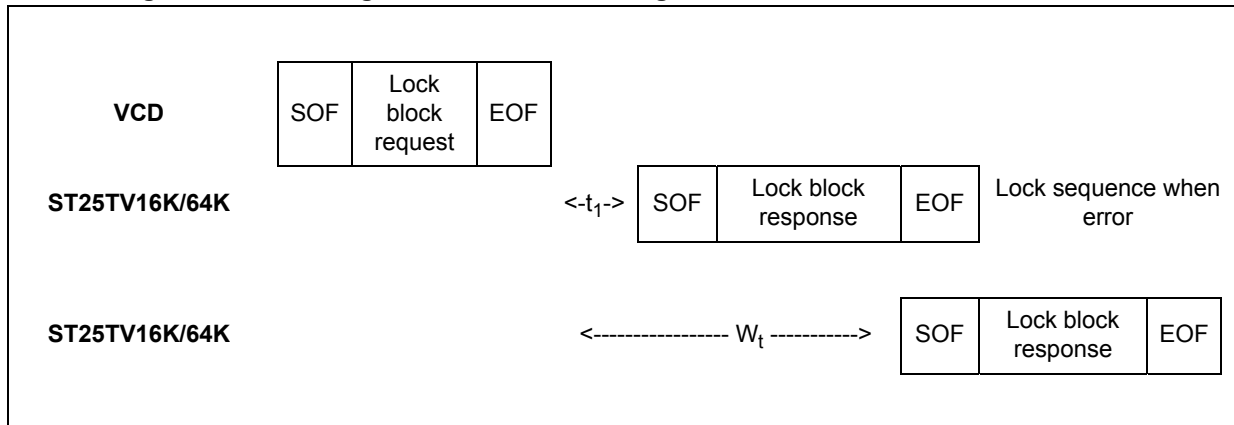 VCD
SOF
Lock
block
request
EOF
ST25TV16K/64K
<-t1->
SOF
Lock block
response
EOF
Lock sequence when
error
ST25TV16K/64K
<----------------- Wt ----------->
SOF
Lock block
response
EOF